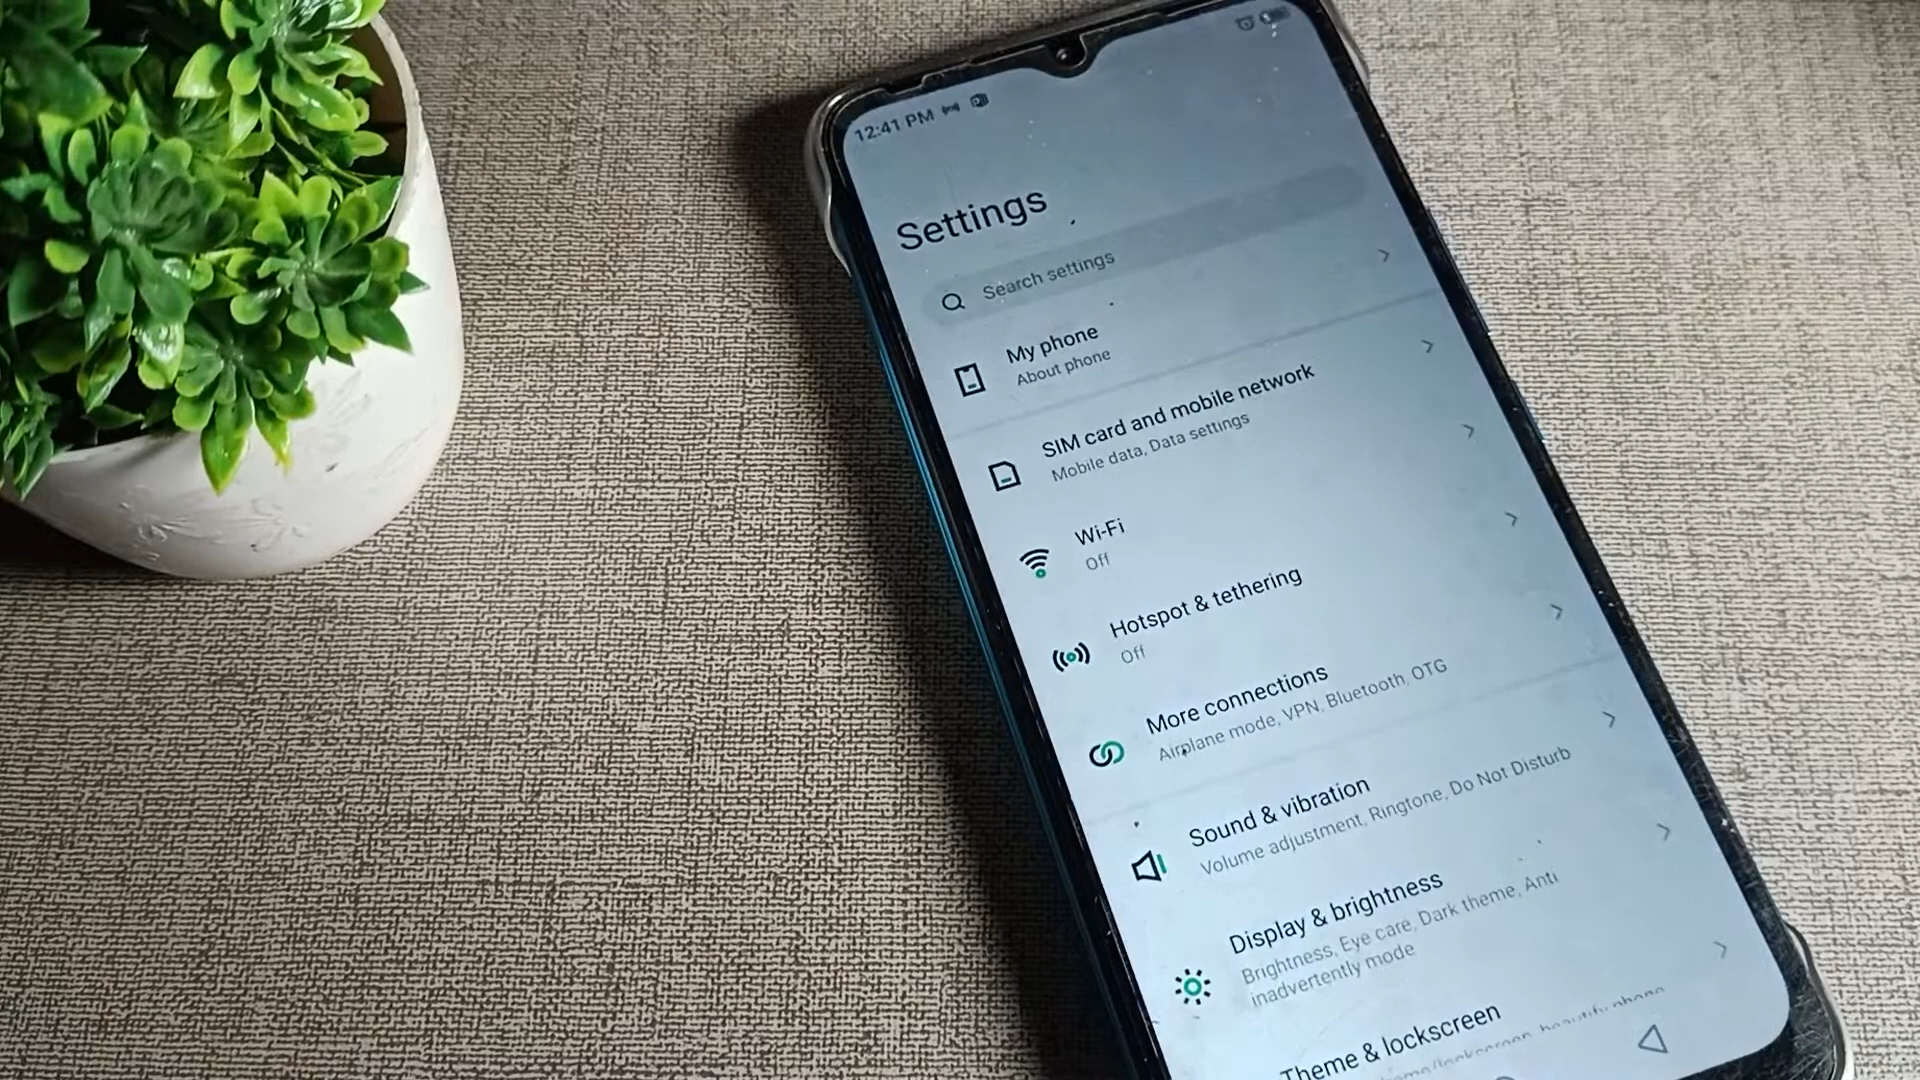 12:41 PM
Settings
Search settings
My phone
About phone
SIM card and mobile network
Mobile data, Data settings
Wi-Fi
Off
Hotspot & tethering
Off
More connections
Airplane mode, VPN, Bluetooth, OTG
Sound & vibration
Volume adjustment, Ringtone, Do Not Disturb
Display & brightness
Brightness, Eye care, Dark theme, Anti
inadvertently mode
Theme & lockscreen